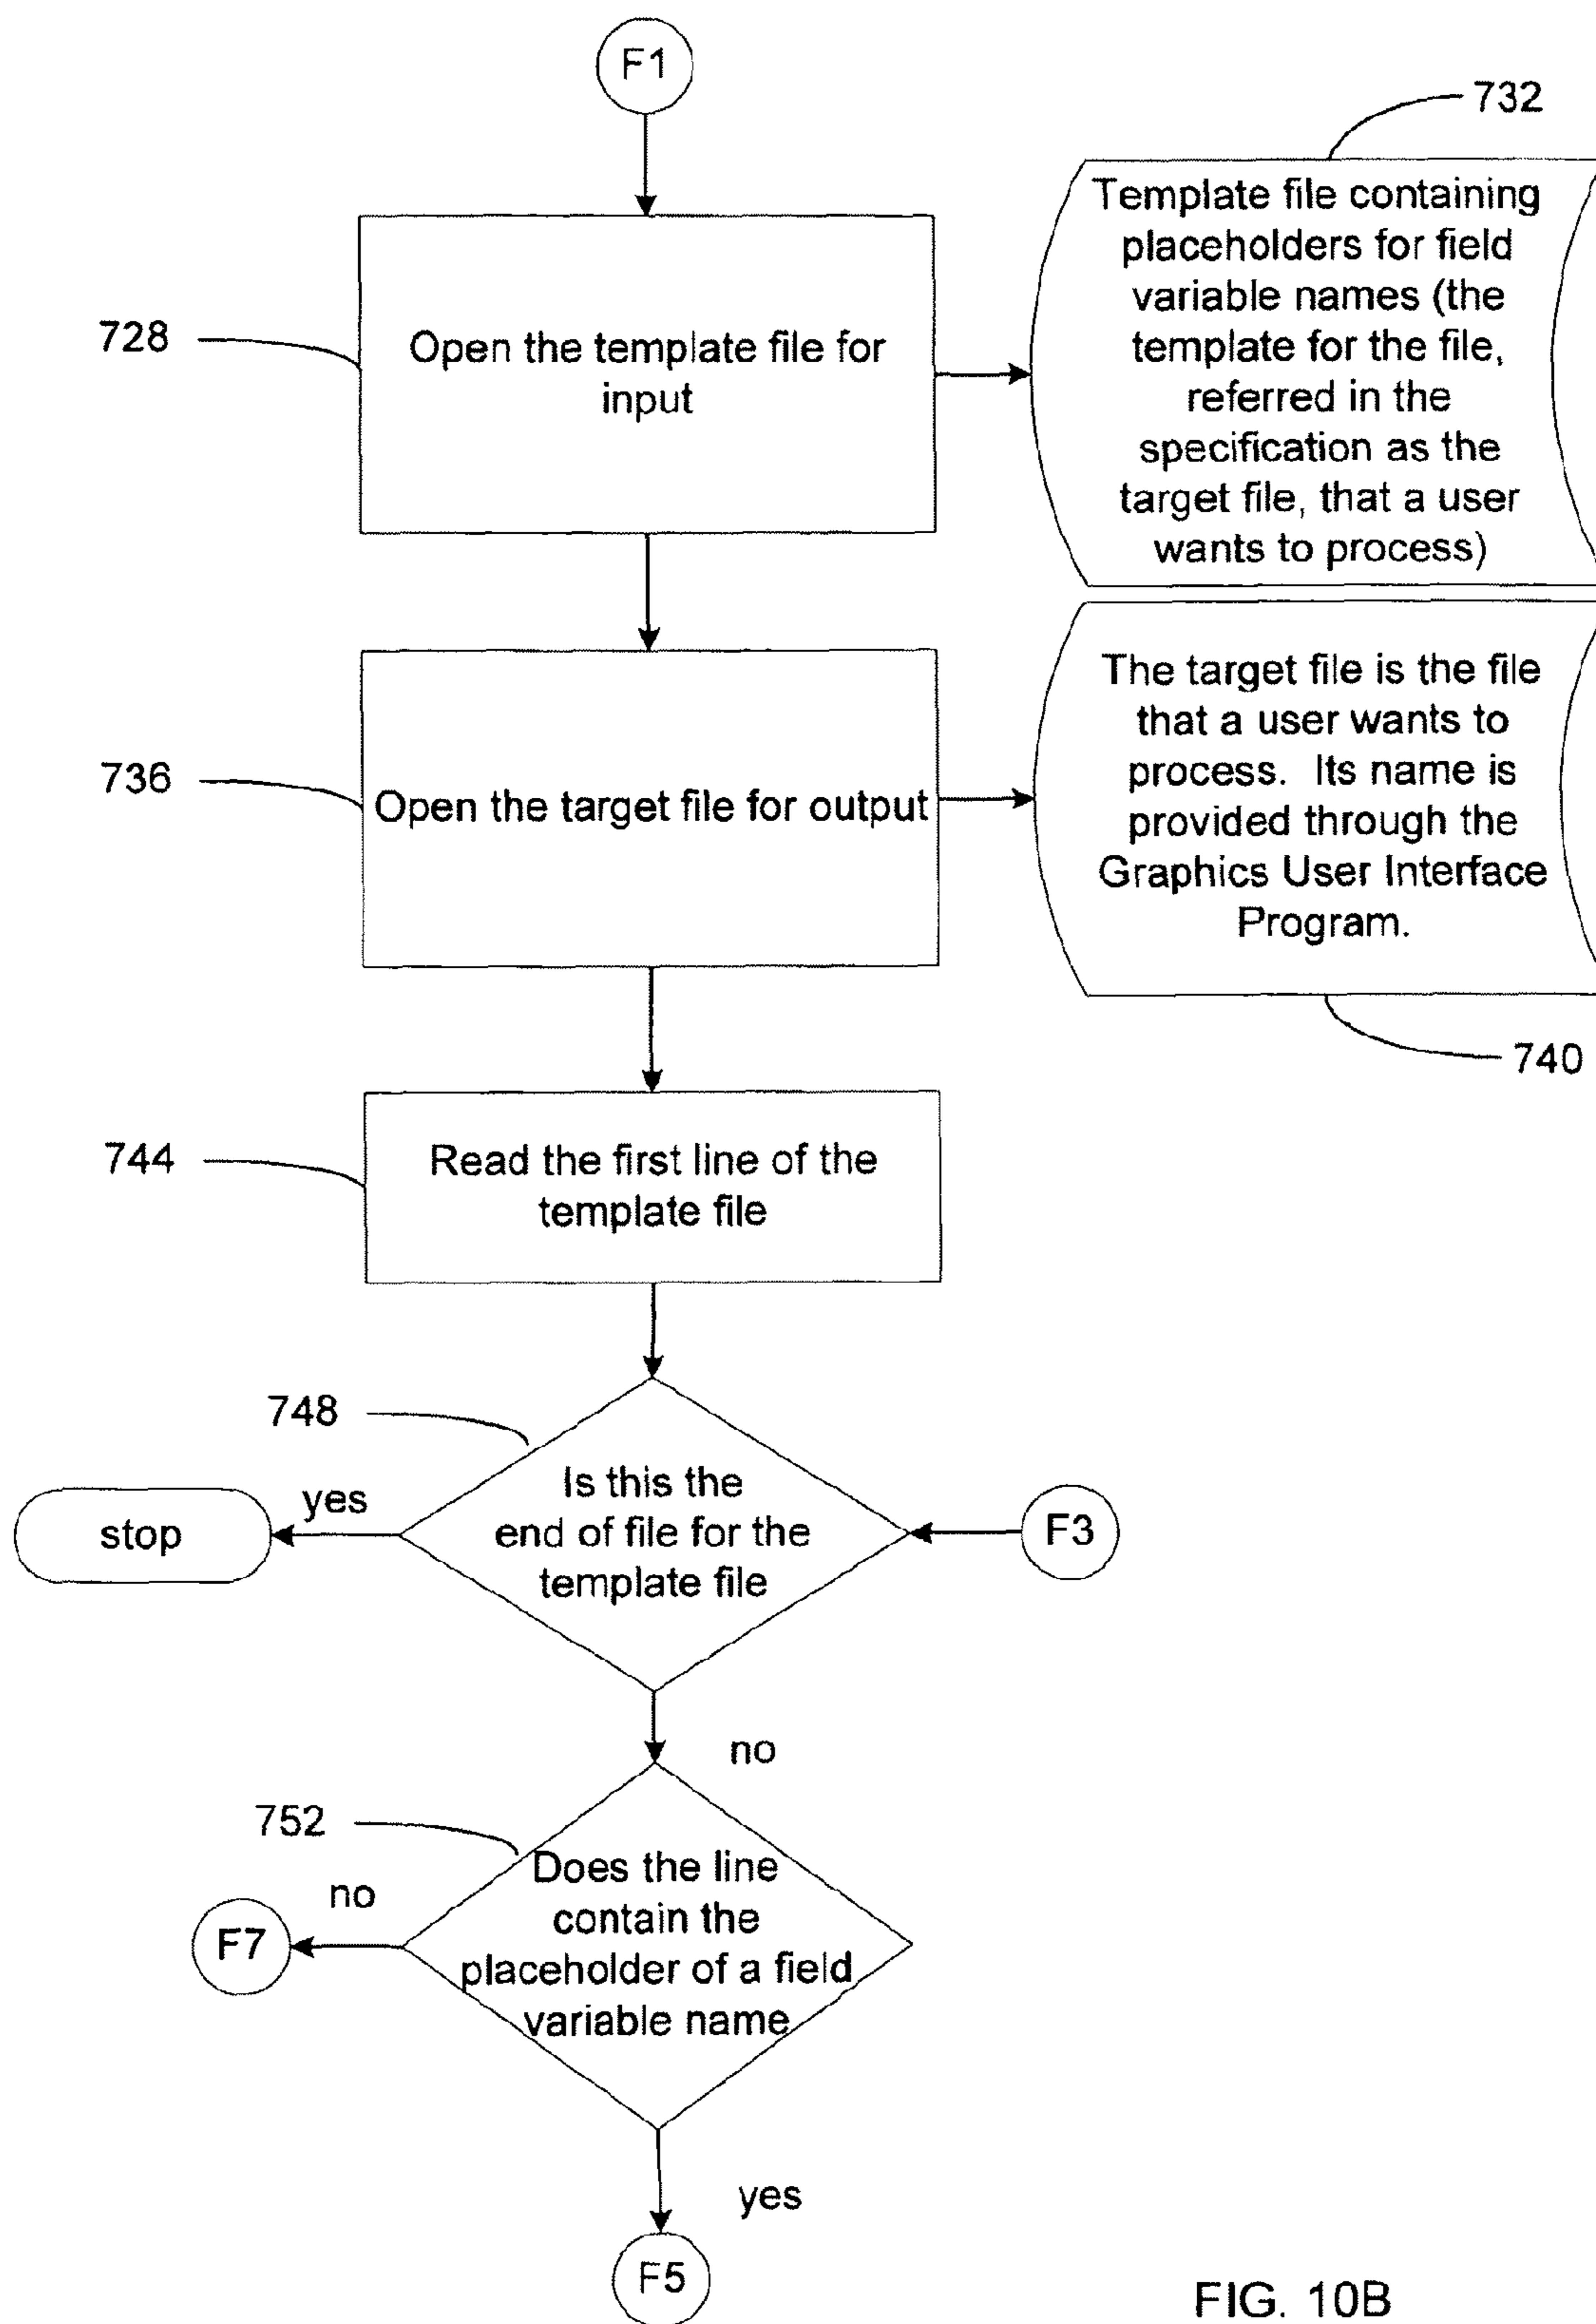 F1
732
Template file containing
placeholders for field
variable names (the
template for the file,
referred in the
specification as the
target file, that a user
wants to process)
728
Open the template file for
input
The target file is the file
that a user wants to
process. Its name is
provided through the
Graphics User Interface
Program.
736
Open the target file for output
740
744
Read the first line of the
template file
748
Is this the
end of file for the
template file
yes
stop
F3
no
752
Does the line
contain the
placeholder of a field
variable name
no
F7
yes
F5
FIG. 10B